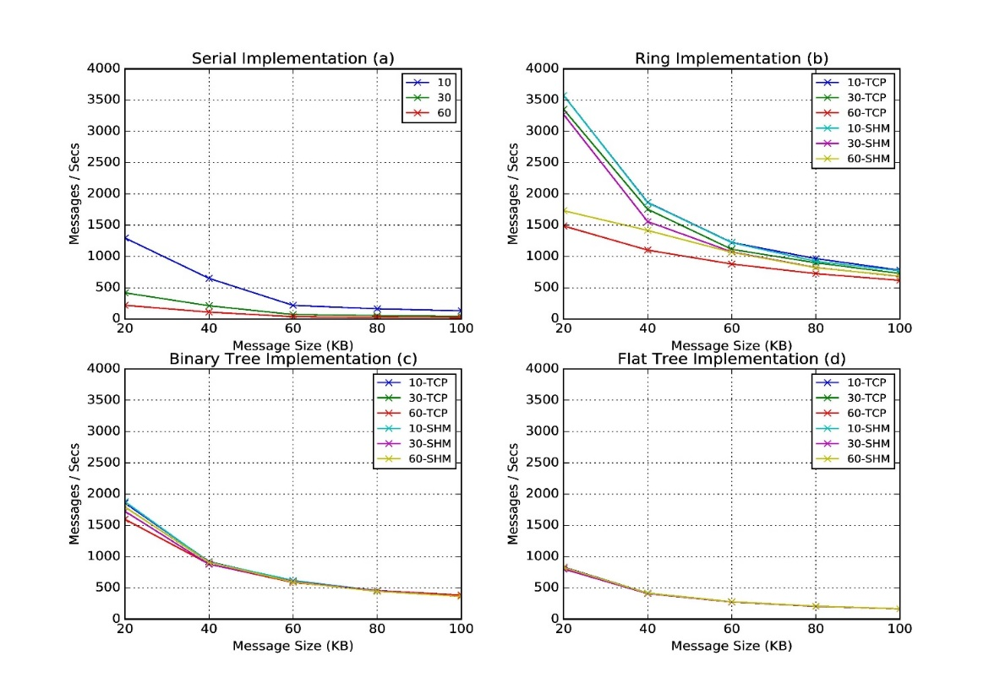 Serial Implementation (a)
4000
3500
3000
2500
2000
1500
1000
500
0
Messages / Secs
10
30
60
20 40 60 80 100
Message Size (KB)
Ring Implementation (b)
4000
3500
3000
2500
2000
1500
1000
500
0
Messages / Secs
10-TCP
30-TCP
60-TCP
10-SHM
30-SHM
60-SHM
20 40 60 80 100
Message Size (KB)
Binary Tree Implementation (c)
4000
3500
3000
2500
2000
1500
1000
500
0
Messages / Secs
10-TCP
30-TCP
60-TCP
10-SHM
30-SHM
60-SHM
20 40 60 80 100
Message Size (KB)
Flat Tree Implementation (d)
4000
3500
3000
2500
2000
1500
1000
500
0
Messages / Secs
10-TCP
30-TCP
60-TCP
10-SHM
30-SHM
60-SHM
20 40 60 80 100
Message Size (KB)